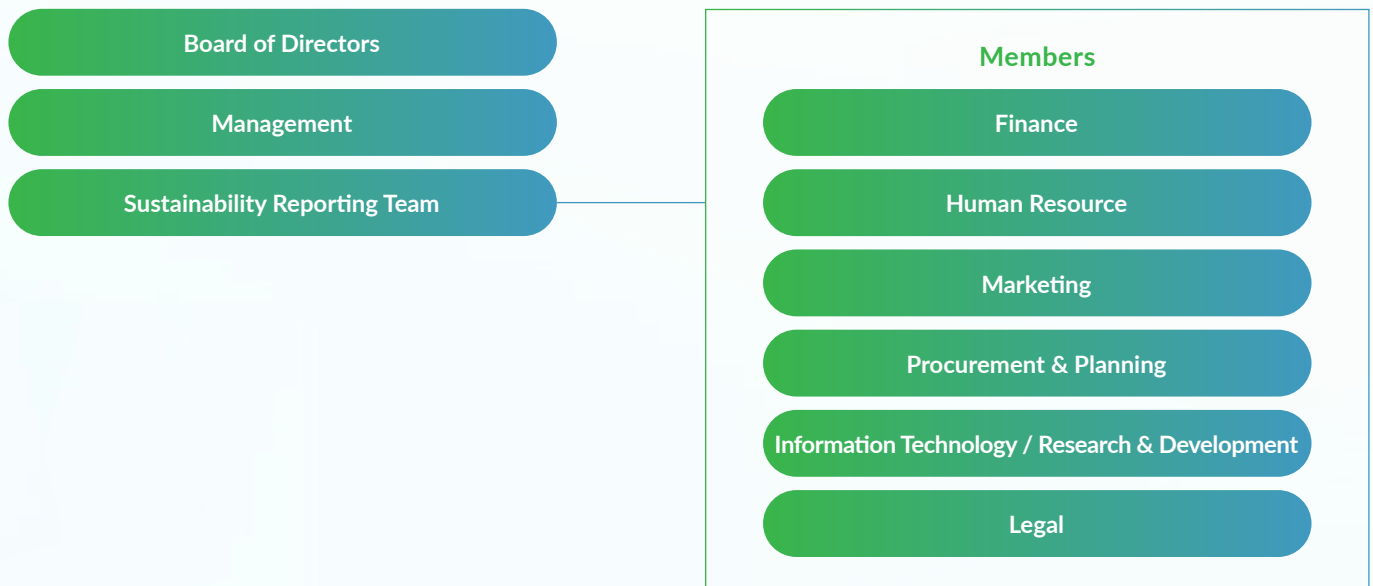 Board of Directors
Management
Sustainability Reporting Team
Members
Finance
Human Resource
Marketing
Procurement & Planning
Information Technology / Research & Development
Legal